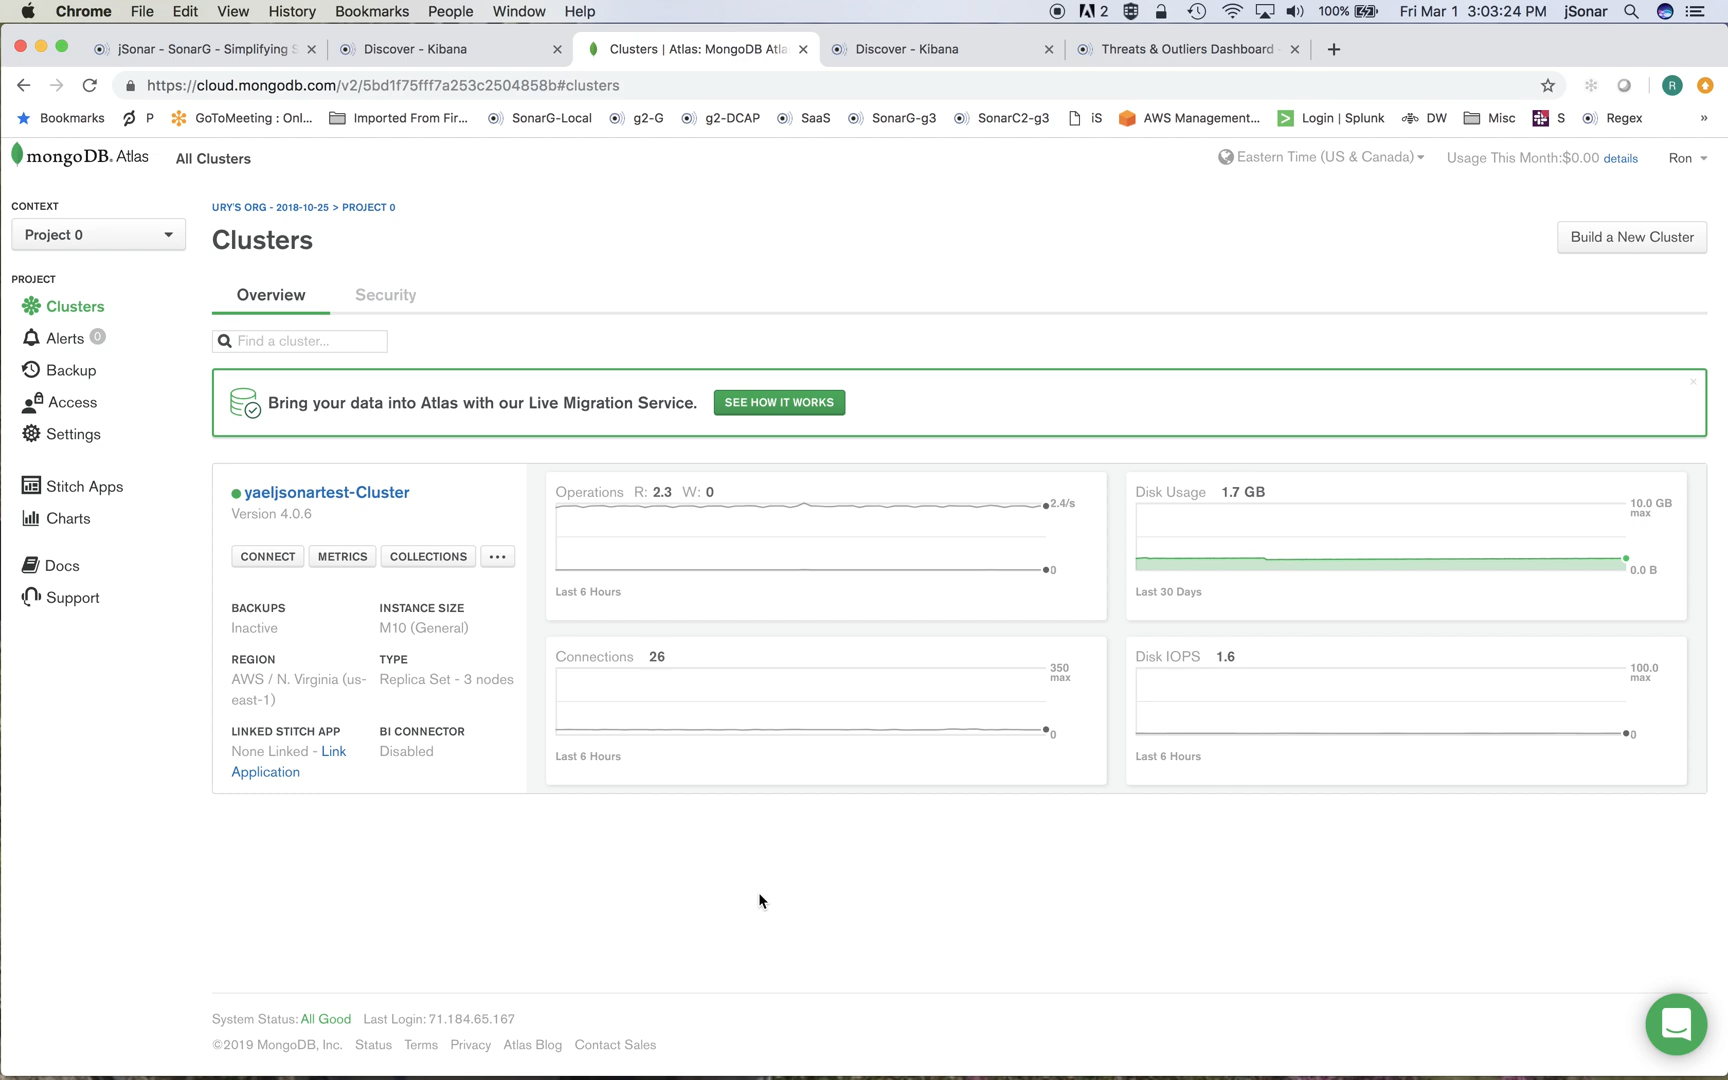 Chrome File Edit View History Bookmarks People Window Help 2 100% Fri Mar 1 3:03:24 PM jSonar
jSonar - SonarG - Simplifying S Discover - Kibana Clusters | Atlas: MongoDB Atla Discover - Kibana Threats & Outliers Dashboard
https://cloud.mongodb.com/v2/5bd1f75fff7a253c2504858b#clusters R
Bookmarks P GoToMeeting : Onl... Imported From Fir... SonarG-Local g2-G g2-DCAP SaaS SonarG-g3 SonarC2-g3 iS AWS Management... Login | Splunk DW Misc S Regex »
mongoDB. Atlas All Clusters Eastern Time (US & Canada) Usage This Month:$0.00 details Ron
CONTEXT
Project 0
PROJECT
Clusters
Alerts 0
Backup
Access
Settings
Stitch Apps
Charts
Docs
Support
URY'S ORG - 2018-10-25 > PROJECT 0
Clusters
Build a New Cluster
Overview Security
Find a cluster...
Bring your data into Atlas with our Live Migration Service. SEE HOW IT WORKS
yaeljsonartest-Cluster
Version 4.0.6
CONNECT METRICS COLLECTIONS ...
BACKUPS
Inactive
INSTANCE SIZE
M10 (General)
REGION
AWS / N. Virginia (us-
east-1)
TYPE
Replica Set - 3 nodes
LINKED STITCH APP
None Linked - Link
Application
BI CONNECTOR
Disabled
Operations R: 2.3 W: 0
2.4/s
0
Last 6 Hours
Disk Usage 1.7 GB
10.0 GB
max
0.0 B
Last 30 Days
Connections 26
350
max
0
Last 6 Hours
Disk IOPS 1.6
100.0
max
0
Last 6 Hours
System Status: All Good Last Login: 71.184.65.167
©2019 MongoDB, Inc. Status Terms Privacy Atlas Blog Contact Sales